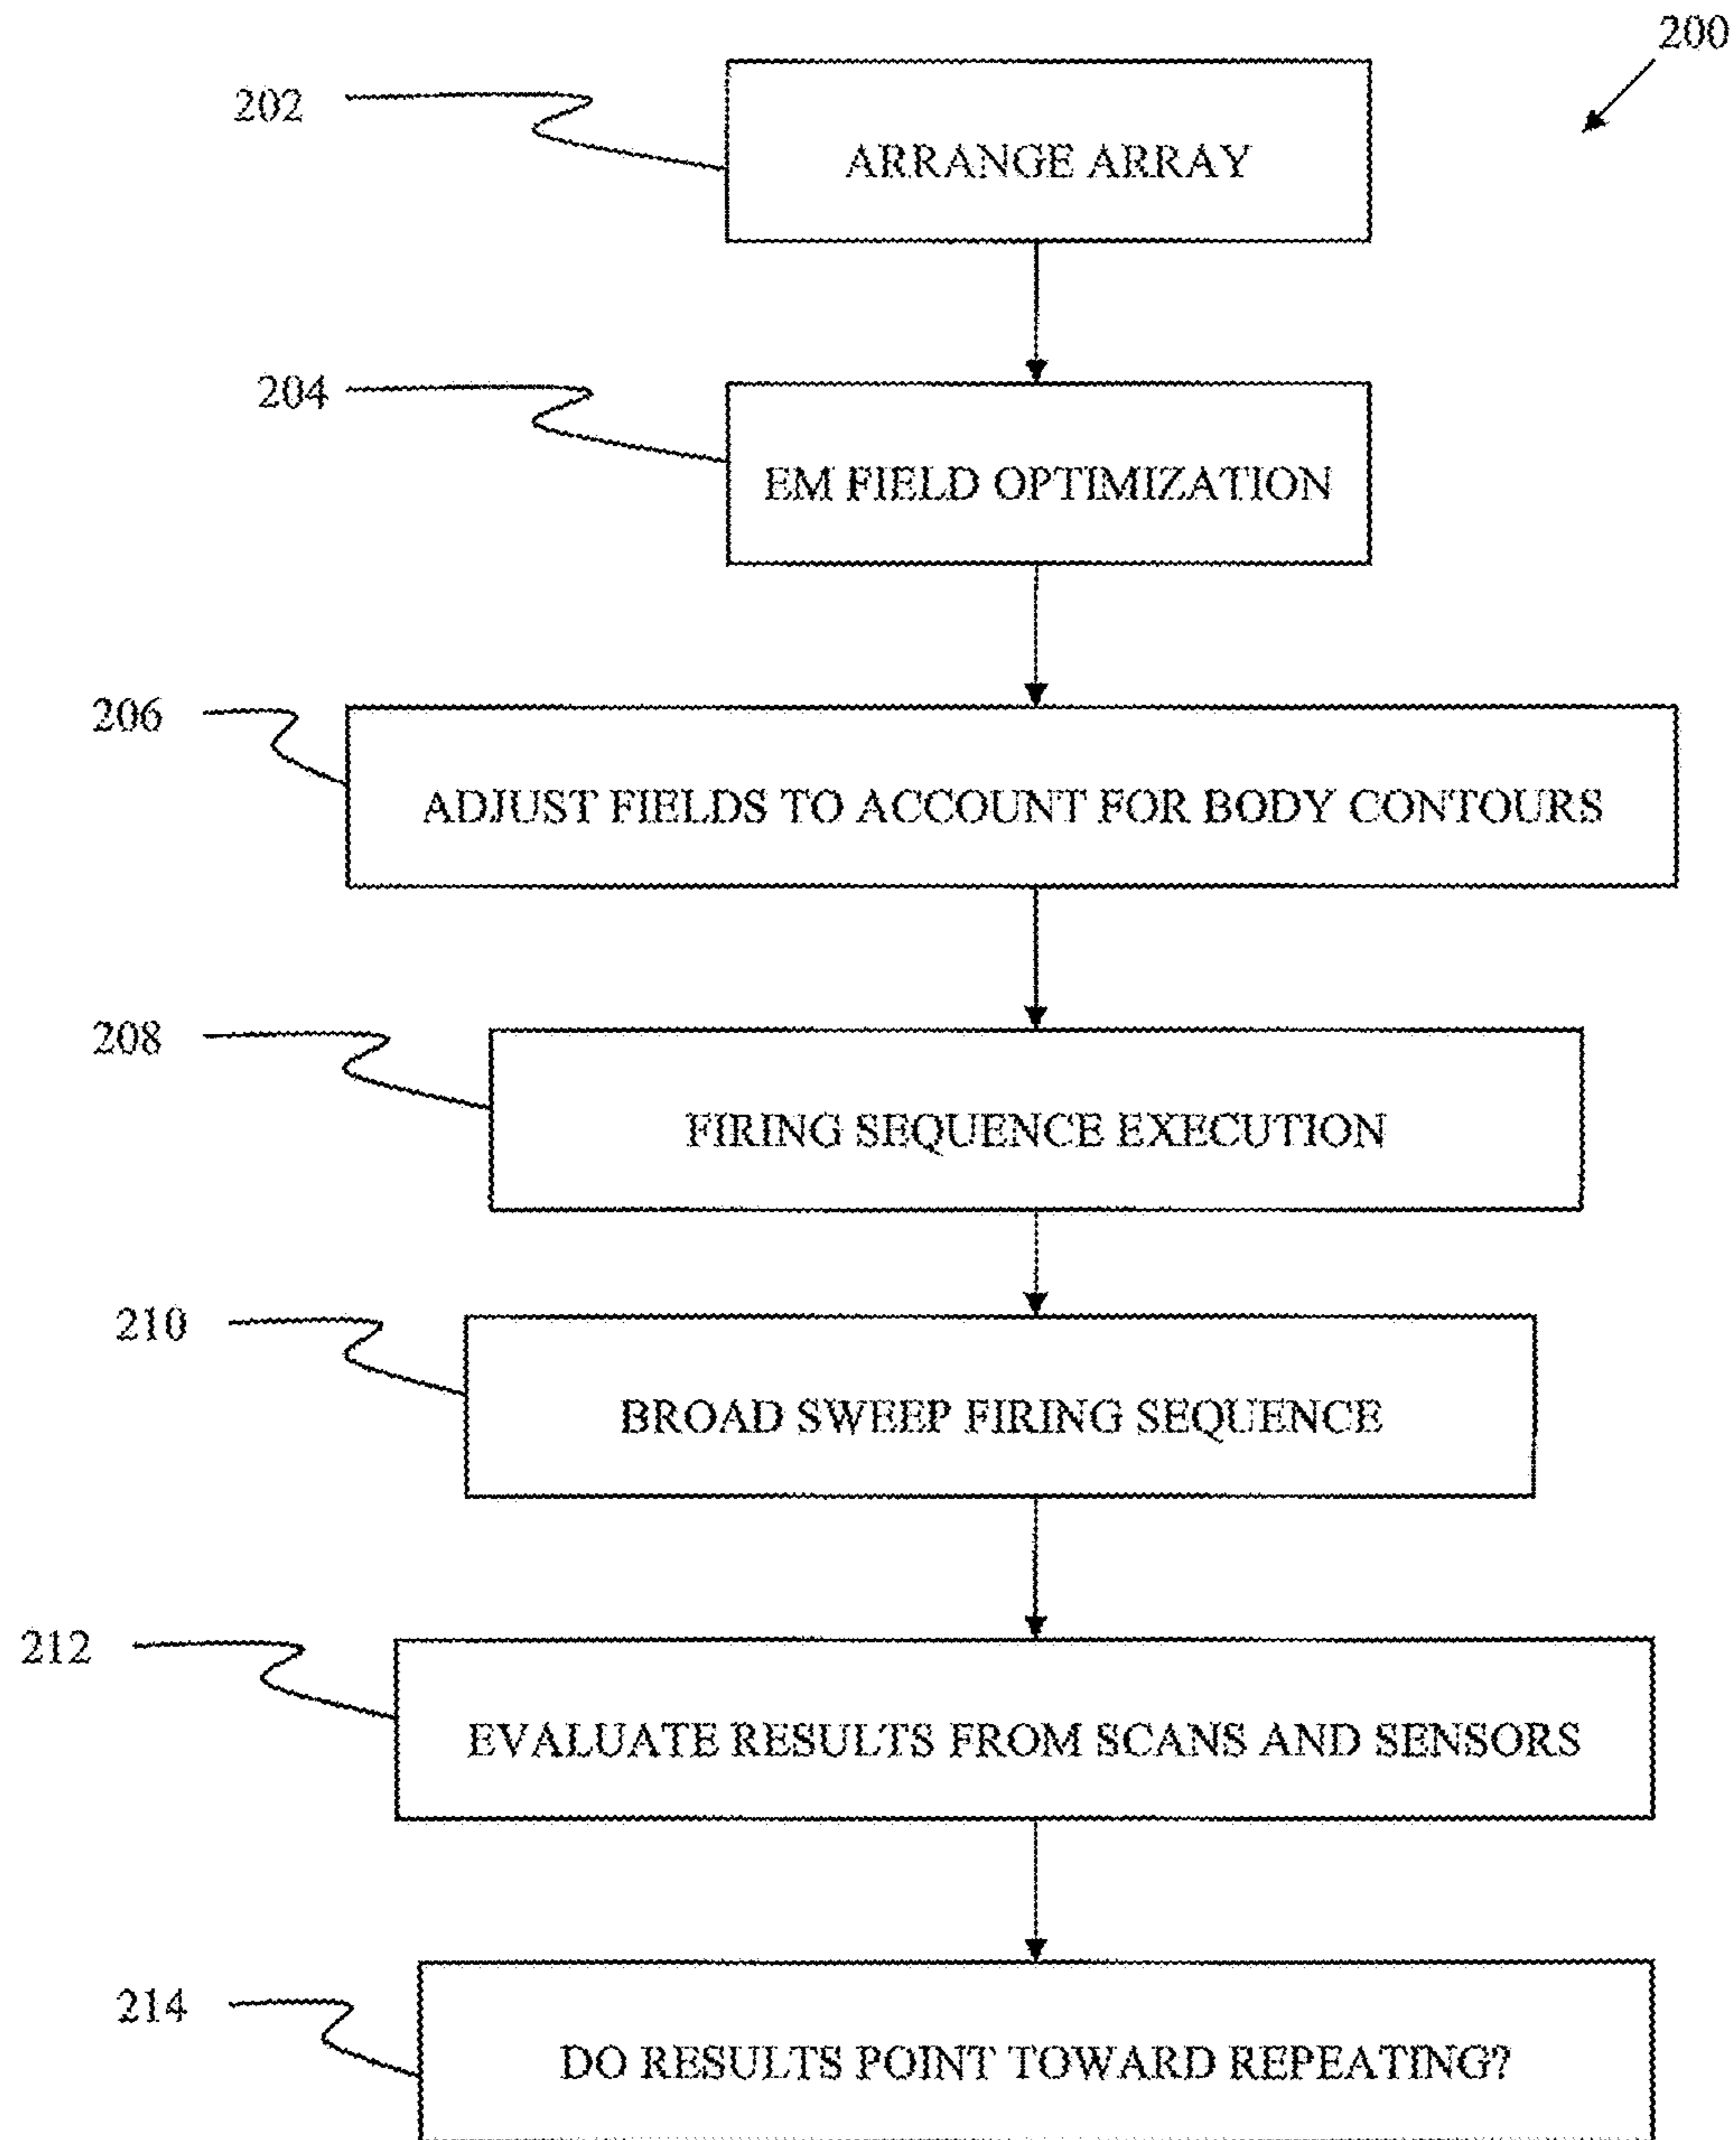 200
202
ARRANGE ARRAY
204
EM FIELD OPTIMIZATION
206
ADJUST FIELDS TO ACCOUNT FOR BODY CONTOURS
208
FIRING SEQUENCE EXECUTION
210
BROAD SWEEP FIRING SEQUENCE
212
EVALUATE RESULTS FROM SCANS AND SENSORS
214
DO RESULTS POINT TOWARD REPEATING?